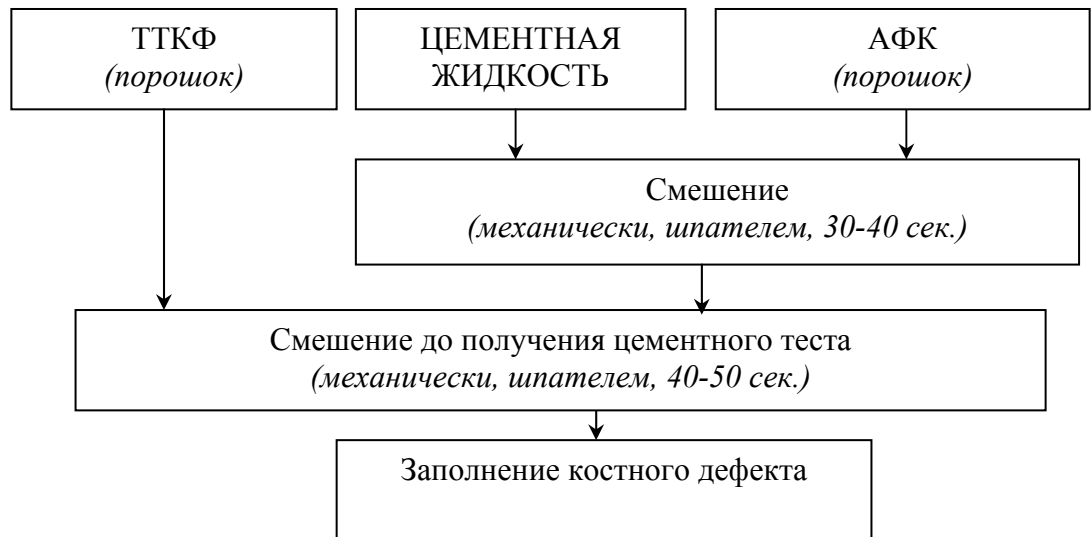 ТТКФ
(порошок)
ЦЕМЕНТНАЯ
ЖИДКОСТЬ
АФК
(порошок)
Смешение
(механически, шпателем, 30-40 сек.)
Смешение до получения цементного теста
(механически, шпателем, 40-50 сек.)
Заполнение костного дефекта